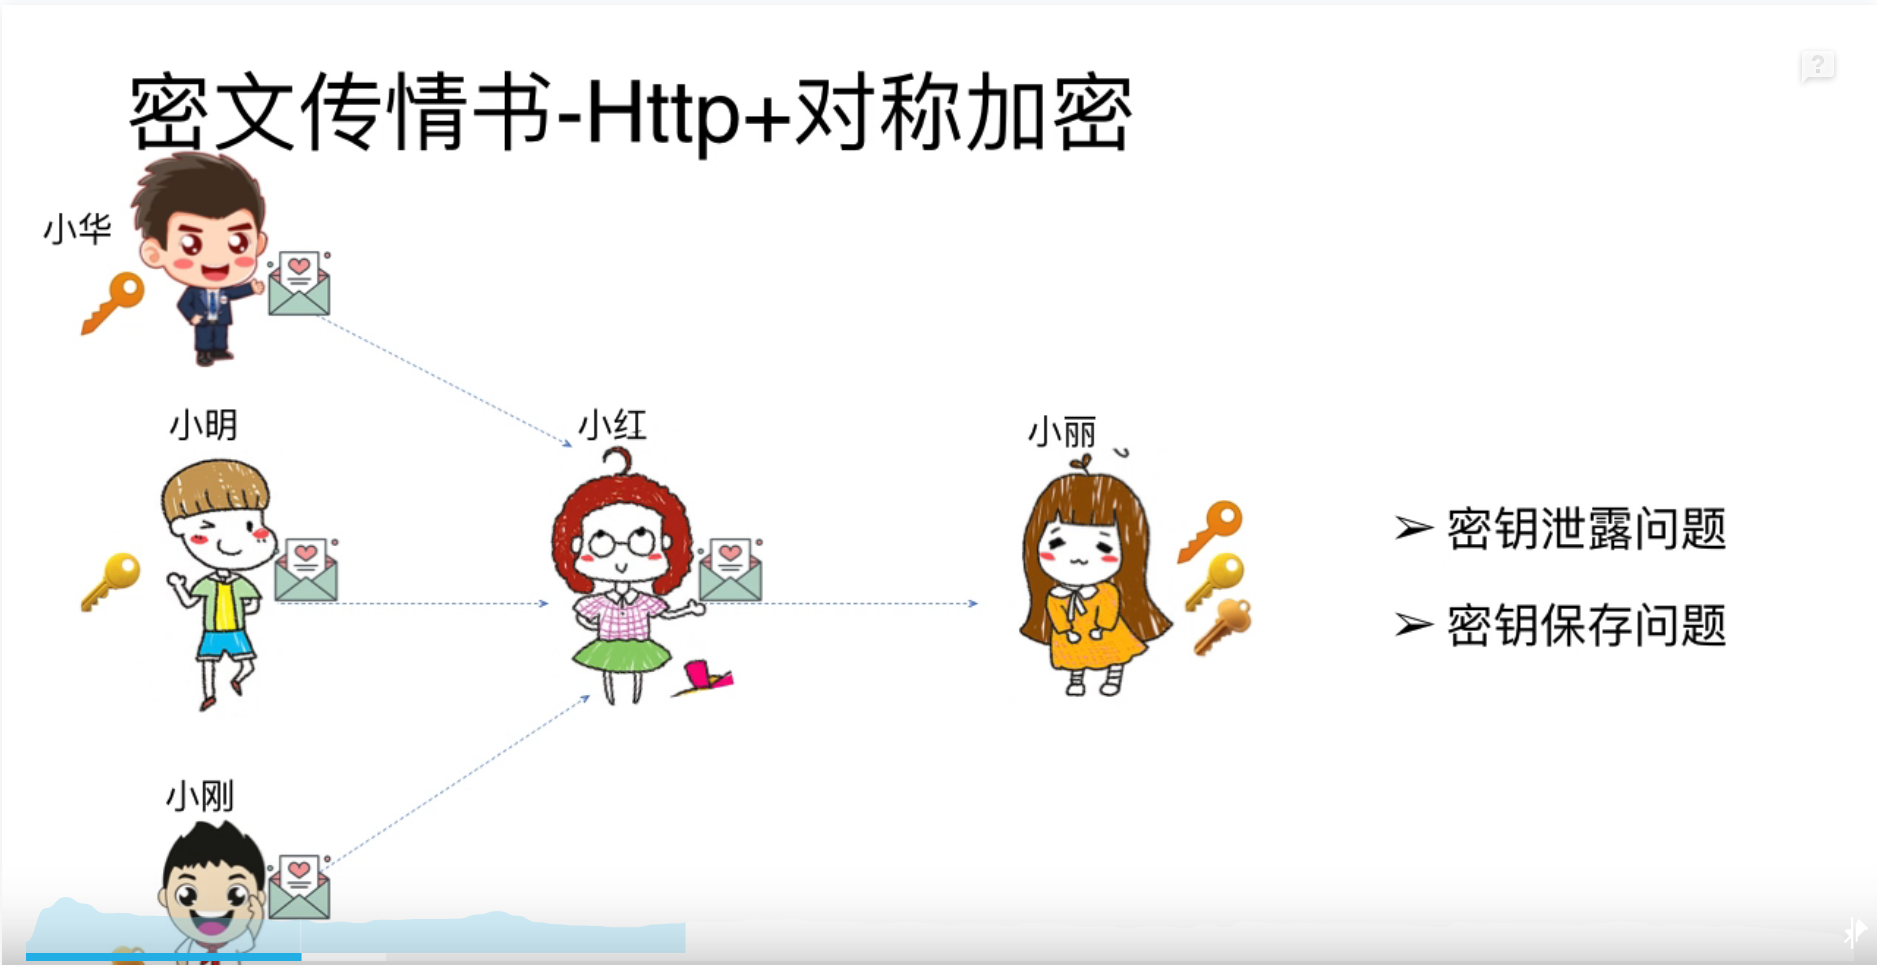 密文传情书-Http+对称加密
小华
小明
小红
小丽
➢ 密钥泄露问题
➢ 密钥保存问题
小刚